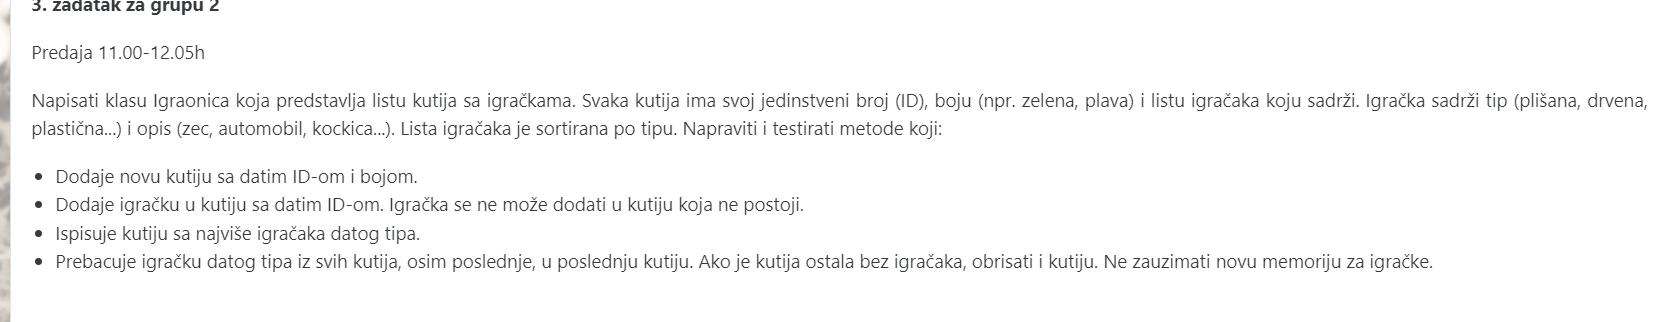 3. zadatak za grupu 2
Predaja 11.00-12.05h
Napisati klasu Igraonica koja predstavlja listu kutija sa igračkama. Svaka kutija ima svoj jedinstveni broj (ID), boju (npr. zelena, plava) i listu igračaka koju sadrži. Igračka sadrži tip (plišana, drvena,
plastična...) i opis (zec, automobil, kockica...). Lista igračaka je sortirana po tipu. Napraviti i testirati metode koji:
• Dodaje novu kutiju sa datim ID-om i bojom.
• Dodaje igračku u kutiju sa datim ID-om. Igračka se ne može dodati u kutiju koja ne postoji.
• Ispisuje kutiju sa najviše igračaka datog tipa.
• Prebacuje igračku datog tipa iz svih kutija, osim poslednje, u poslednju kutiju. Ako je kutija ostala bez igračaka, obrisati i kutiju. Ne zauzimati novu memoriju za igračke.